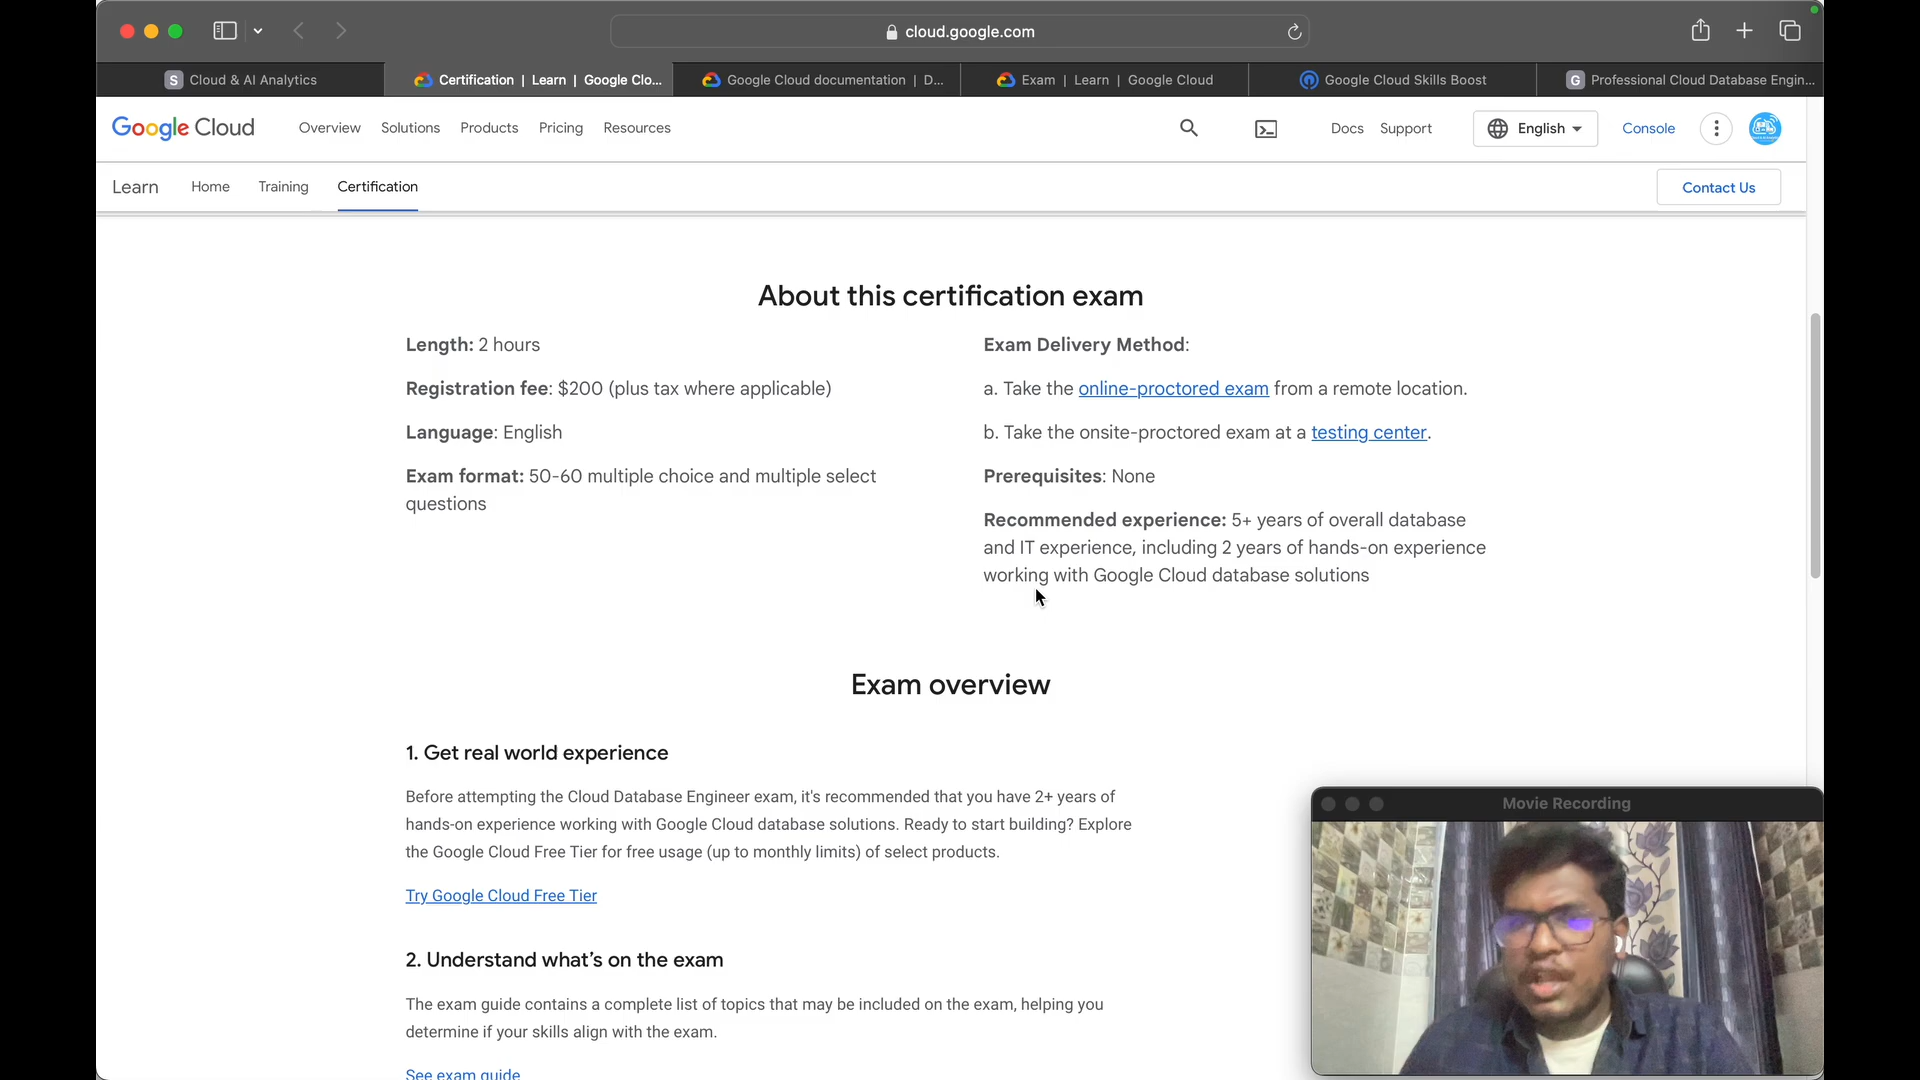 cloud.google.com
S Cloud & AI Analytics
Certification | Learn | Google Clo...
Google Cloud documentation | D...
Exam | Learn | Google Cloud
Google Cloud Skills Boost
G Professional Cloud Database Engin...
Google Cloud
Overview
Solutions
Products
Pricing
Resources
Docs
Support
English
Console
Learn
Home
Training
Certification
Contact Us
About this certification exam
Length: 2 hours
Registration fee: $200 (plus tax where applicable)
Language: English
Exam format: 50-60 multiple choice and multiple select
questions
Exam Delivery Method:
a. Take the online-proctored exam from a remote location.
b. Take the onsite-proctored exam at a testing center.
Prerequisites: None
Recommended experience: 5+ years of overall database
and IT experience, including 2 years of hands-on experience
working with Google Cloud database solutions
Exam overview
1. Get real world experience
Before attempting the Cloud Database Engineer exam, it's recommended that you have 2+ years of
hands-on experience working with Google Cloud database solutions. Ready to start building? Explore
the Google Cloud Free Tier for free usage (up to monthly limits) of select products.
Try Google Cloud Free Tier
2. Understand what's on the exam
The exam guide contains a complete list of topics that may be included on the exam, helping you
determine if your skills align with the exam.
See exam guide
Movie Recording